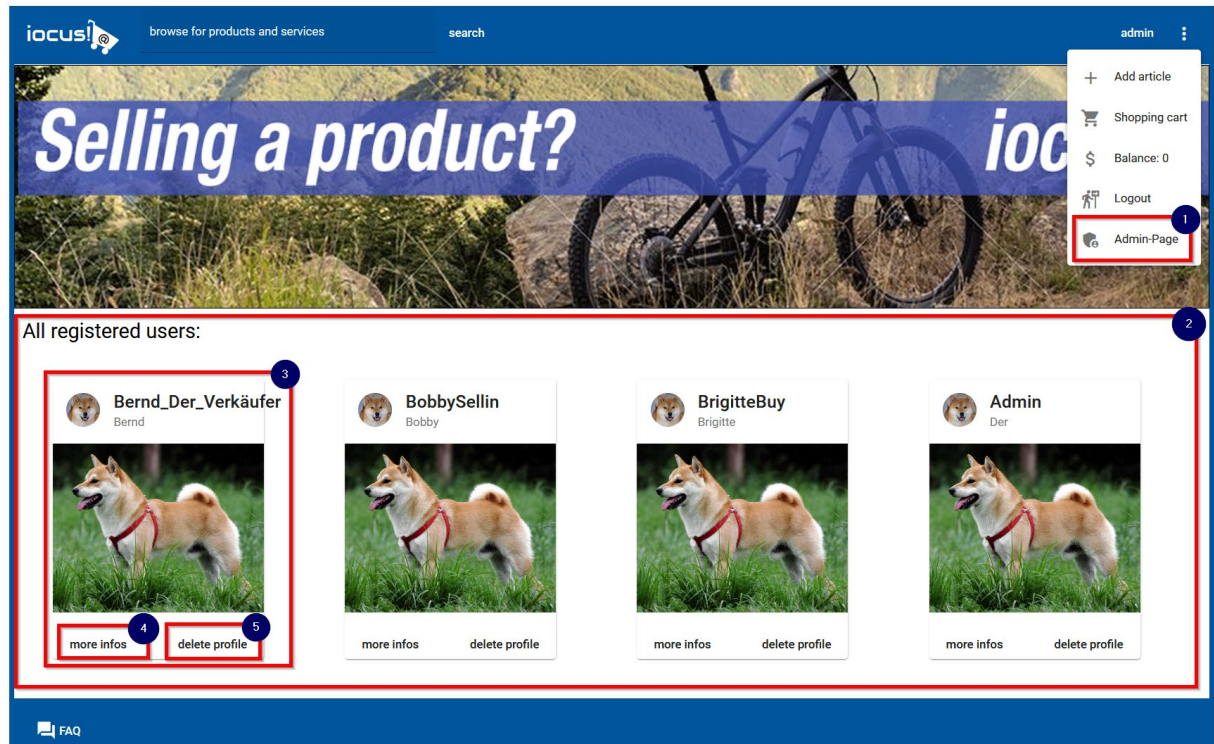 iocus!@
browse for products and services
search
admin
Add article
Shopping cart
Balance: 0
Logout
1
Admin-Page
Selling a product?
ioc
2
All registered users:
3
Bernd_Der_Verkäufer
Bernd
BobbySellin
Bobby
BrigitteBuy
Brigitte
Admin
Der
4
5
more infos
delete profile
more infos
delete profile
more infos
delete profile
more infos
delete profile
FAQ